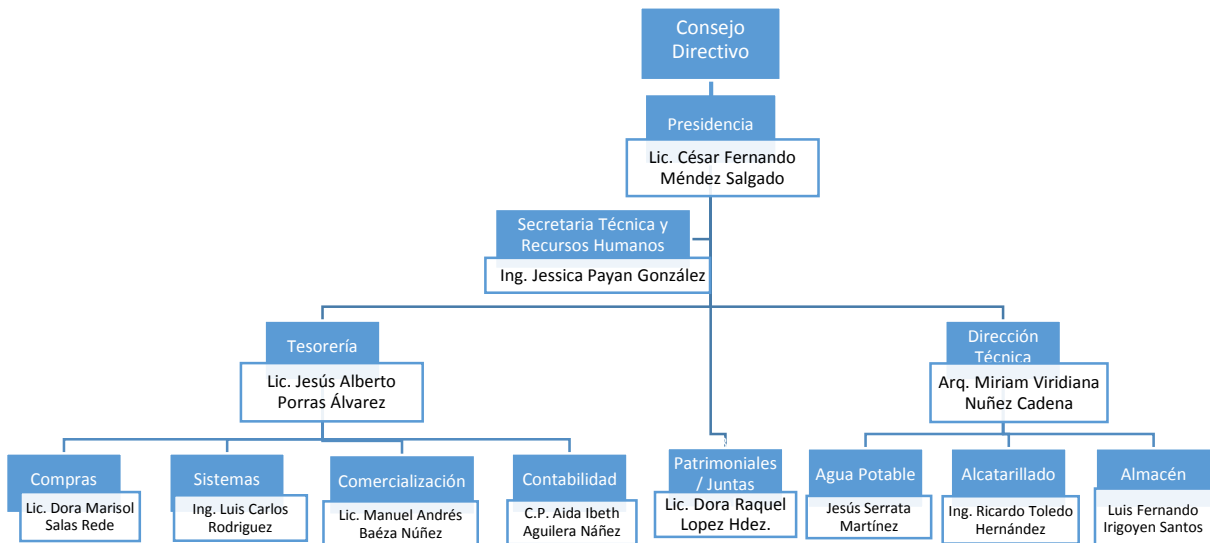 Consejo
Directivo
Presidencia
Lic. César Fernando
Méndez Salgado
Secretaria Técnica y
Recursos Humanos
Ing. Jessica Payan González
Tesorería
Lic. Jesús Alberto
Porras Álvarez
Dirección
Técnica
Arq. Miriam Viridiana
Nuñez Cadena
Compras
Lic. Dora Marisol
Salas Rede
Sistemas
Ing. Luis Carlos
Rodriguez
Comercialización
Lic. Manuel Andrés
Baéza Núñez
Contabilidad
C.P. Aida Ibeth
Aguilera Náñez
Patrimoniales
/ Juntas
Lic. Dora Raquel
Lopez Hdez.
Agua Potable
Jesús Serrata
Martínez
Alcatarillado
Ing. Ricardo Toledo
Hernández
Almacén
Luis Fernando
Irigoyen Santos